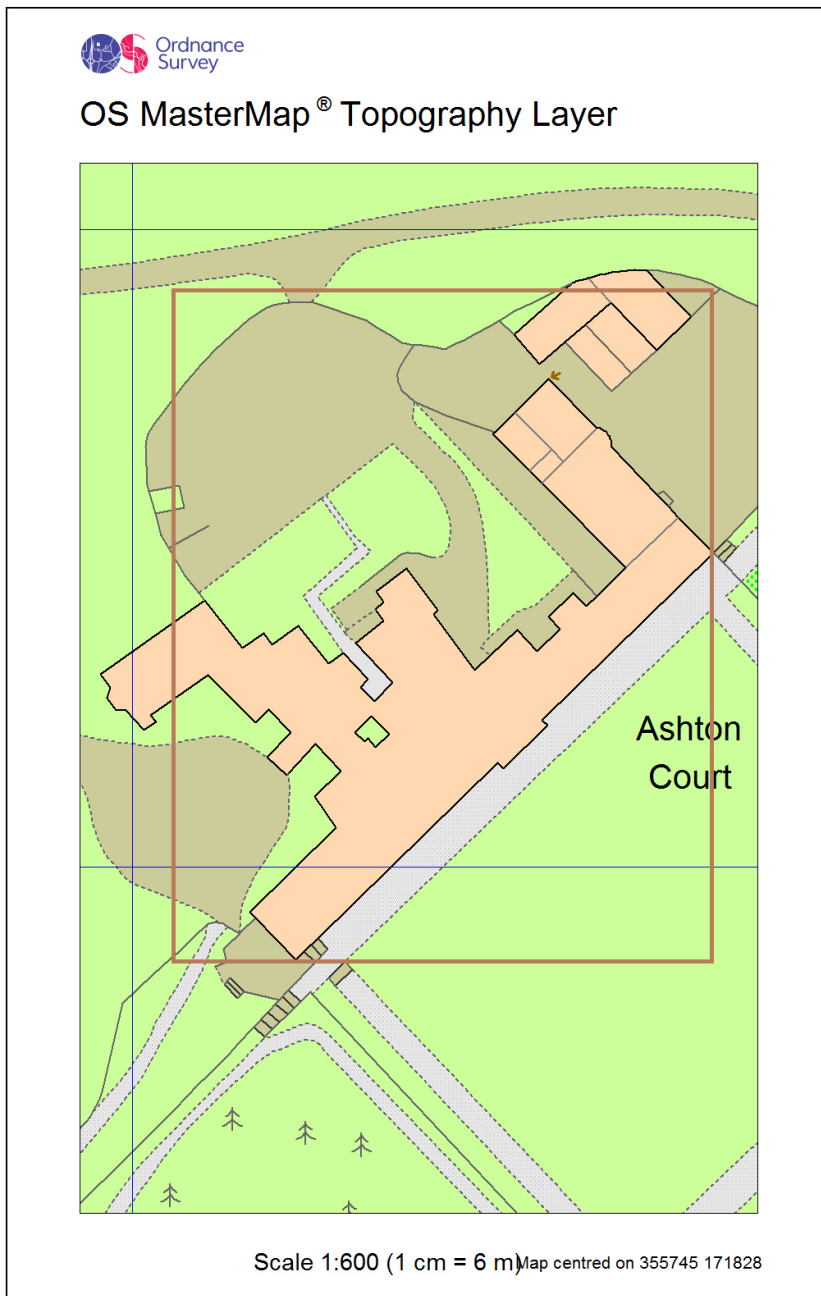 Ordnance
Survey
OS MasterMap ® Topography Layer
Ashton
Court
Scale 1:600 (1 cm = 6 m)
Map centred on 355745 171828